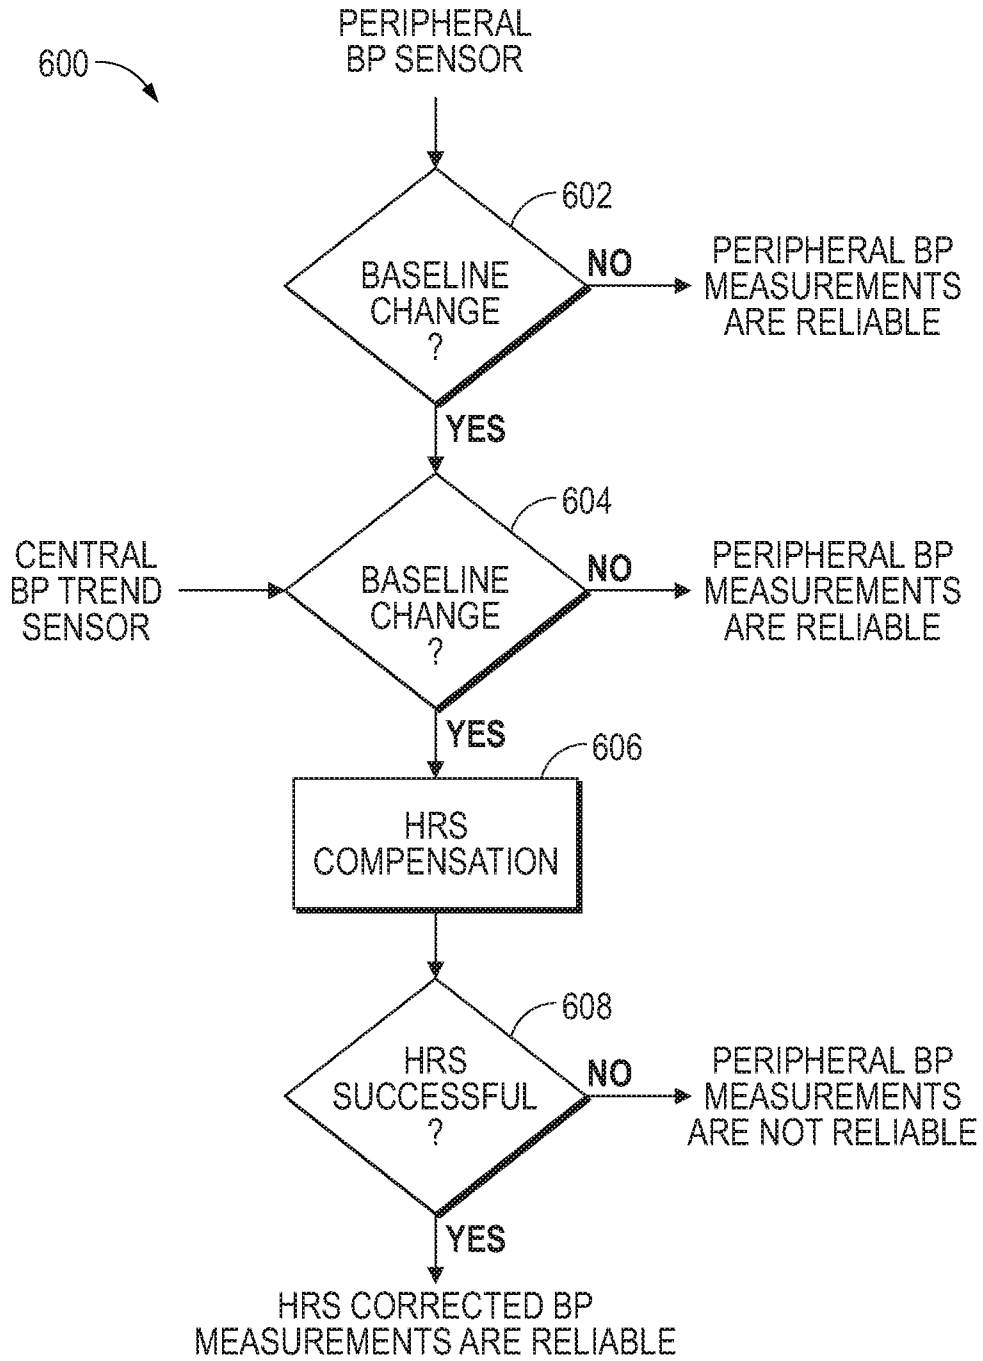 PERIPHERAL
BP SENSOR
600
602
BASELINE
CHANGE
?
NO
PERIPHERAL BP
MEASUREMENTS
ARE RELIABLE
YES
604
CENTRAL
BP TREND
SENSOR
BASELINE
CHANGE
?
NO
PERIPHERAL BP
MEASUREMENTS
ARE RELIABLE
YES
606
HRS
COMPENSATION
608
HRS
SUCCESSFUL
?
NO
PERIPHERAL BP
MEASUREMENTS
ARE NOT RELIABLE
YES
HRS CORRECTED BP
MEASUREMENTS ARE RELIABLE